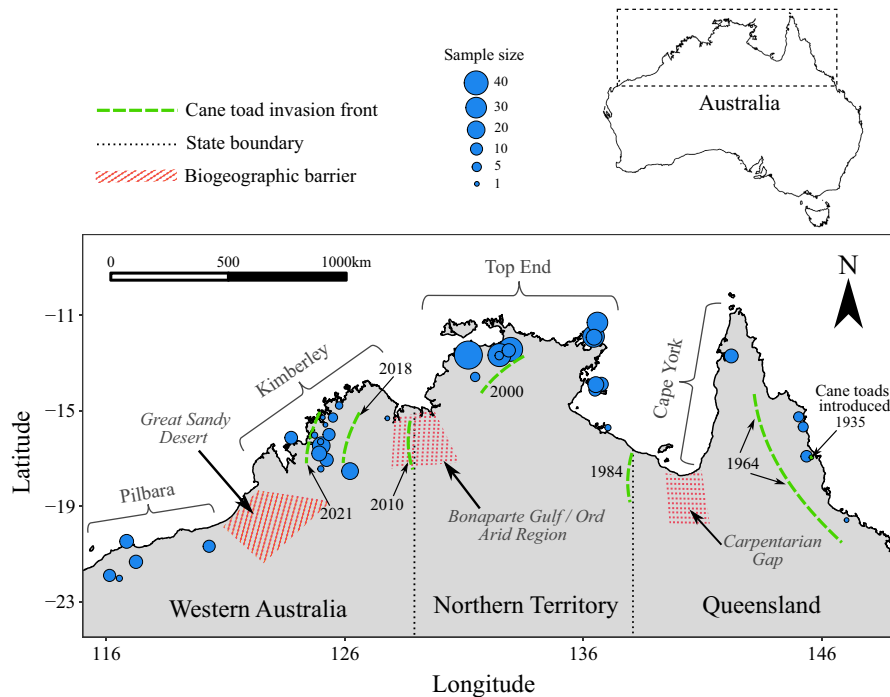 Sample size
40
30
20
10
5
1
Cane toad invasion front
State boundary
Biogeographic barrier
Australia
0 500 1000km
N
Top End
Kimberley
Cape York
Pilbara
Great Sandy
Desert
2018
2000
Cane toads
introduced
1935
1964
1984
2021
2010
Bonaparte Gulf / Ord
Arid Region
Carpentarian
Gap
Western Australia
Northern Territory
Queensland
−11
−15
−19
−23
Latitude
116 126 136 146
Longitude